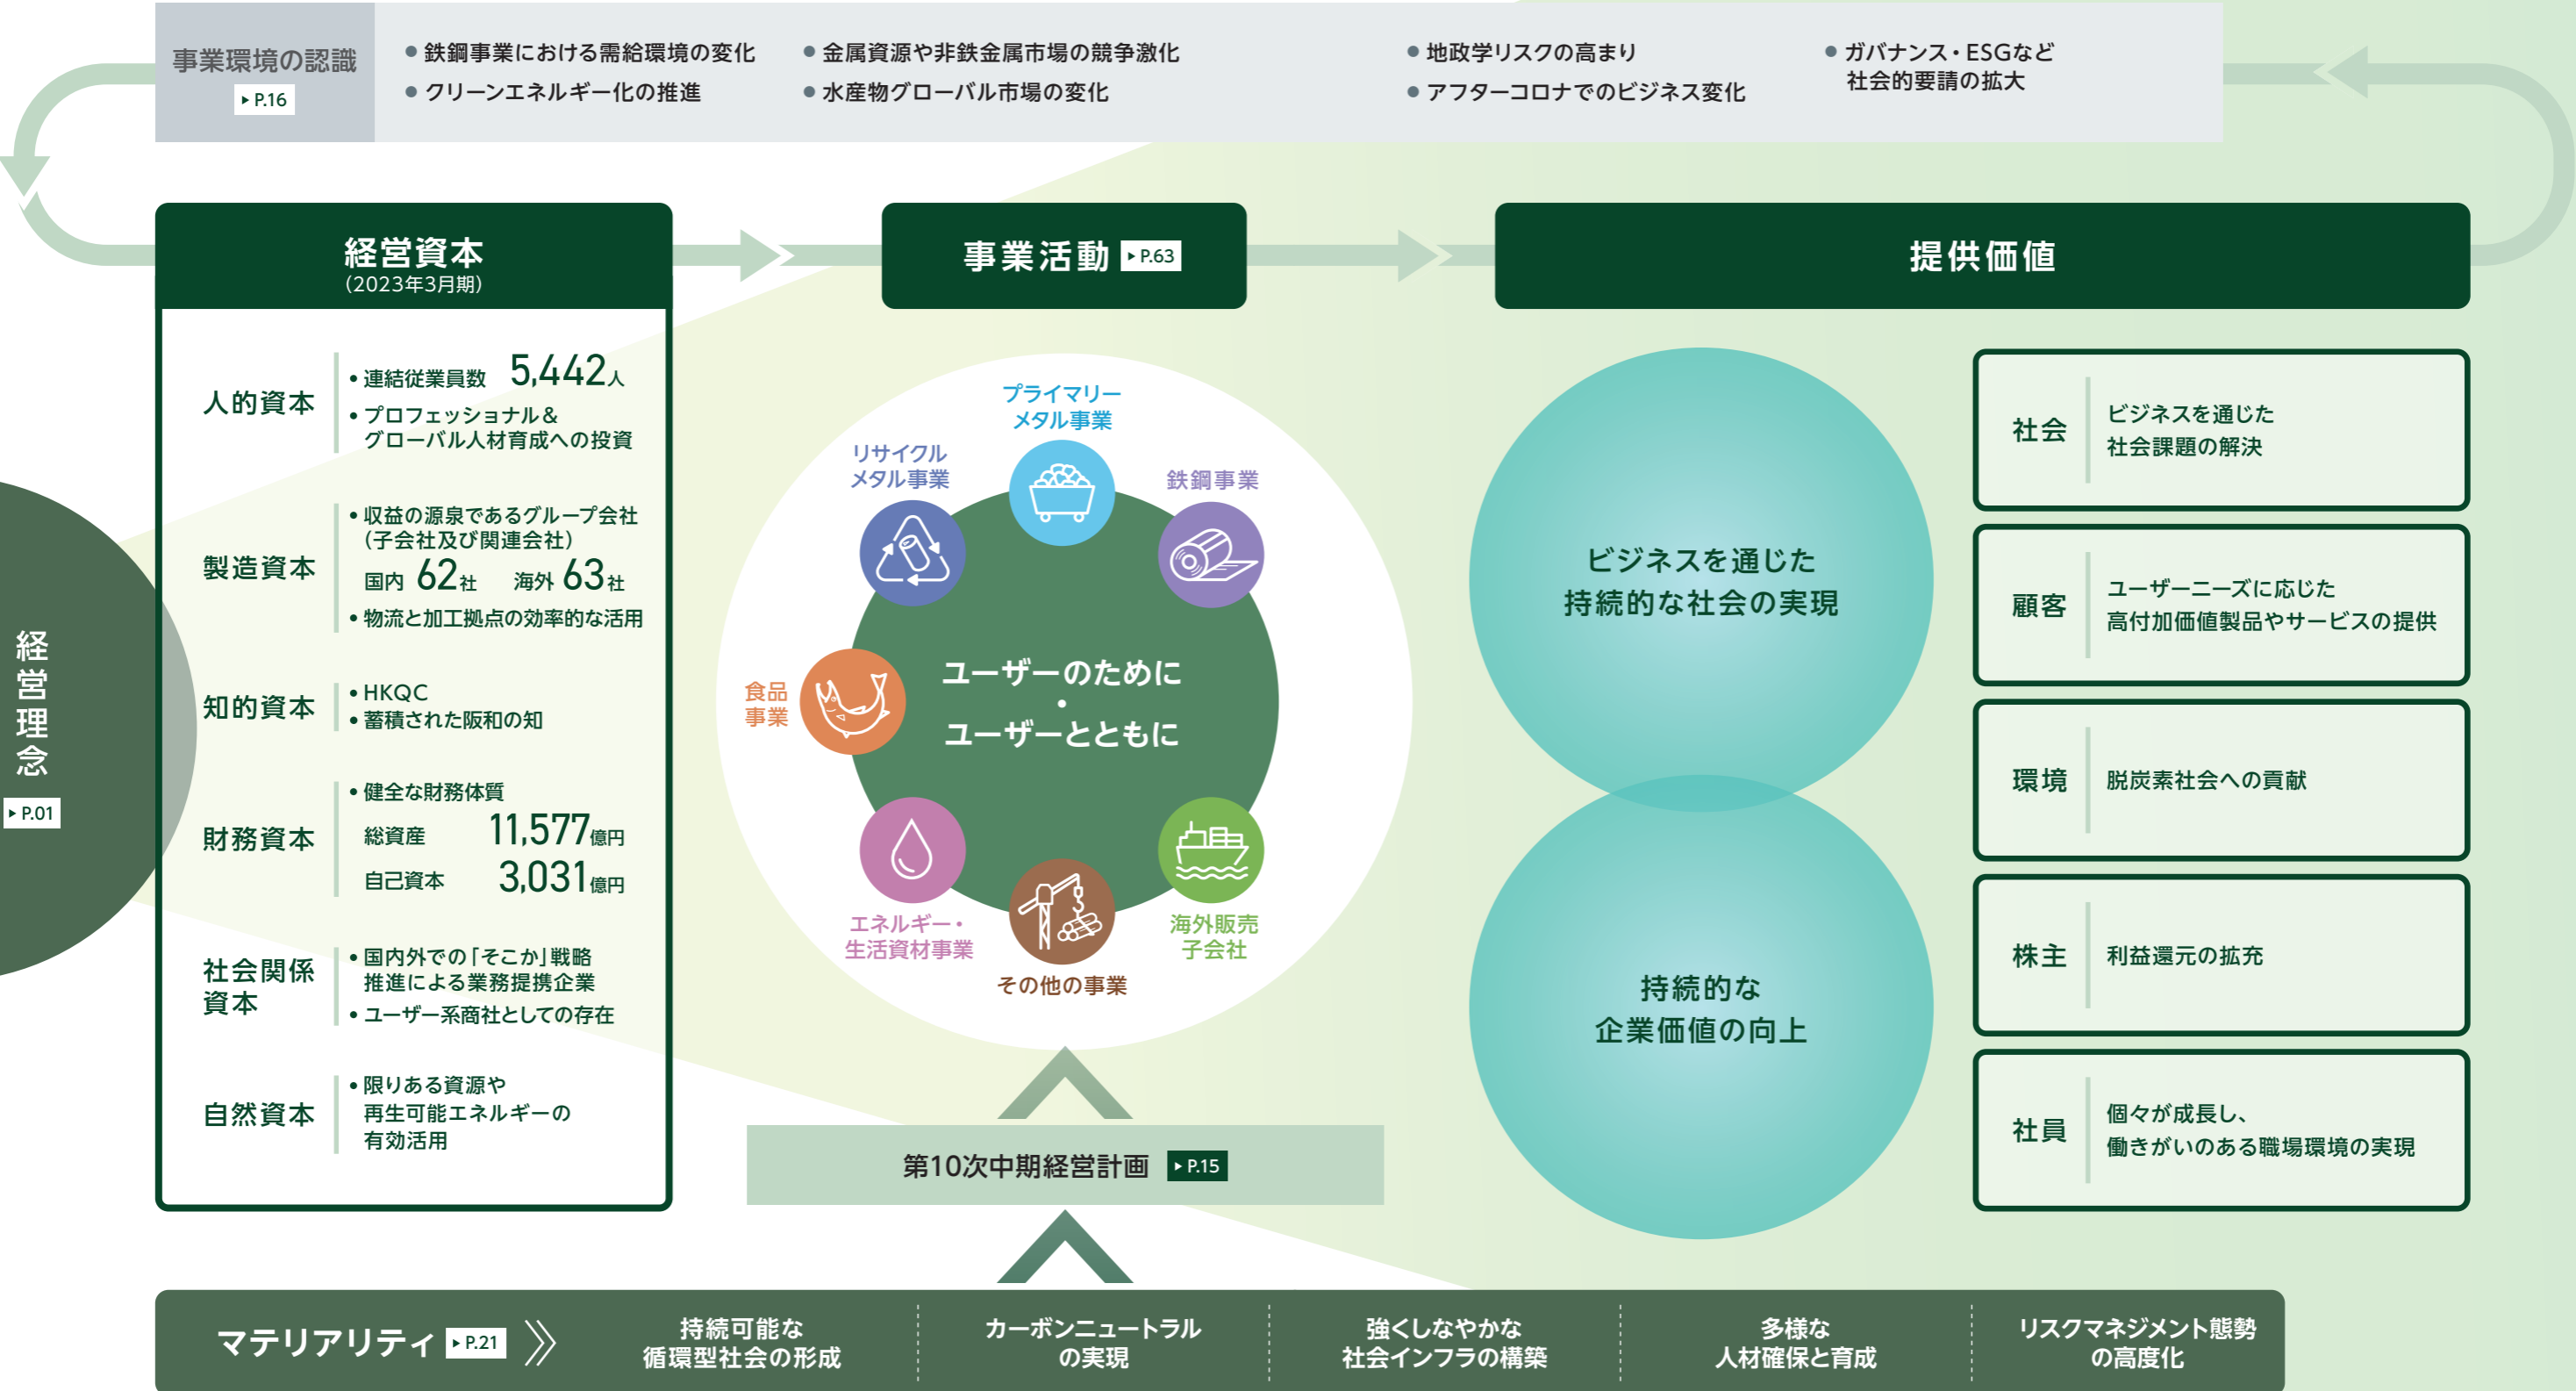 事業環境の認識
▶P.16
● 鉄鋼事業における需給環境の変化
● クリーンエネルギー化の推進
● 金属資源や非鉄金属市場の競争激化
● 水産物グローバル市場の変化
● 地政学リスクの高まり
● アフターコロナでのビジネス変化
● ガバナンス・ESGなど
社会的要請の拡大
経営理念
▶P.01
経営資本
（2023年3月期）
人的資本
• 連結従業員数 5,442人
• プロフェッショナル＆
グローバル人材育成への投資
製造資本
• 収益の源泉であるグループ会社
（子会社及び関連会社）
国内 62社 海外 63社
• 物流と加工拠点の効率的な活用
知的資本
• HKQC
• 蓄積された阪和の知
財務資本
• 健全な財務体質
総資産 11,577億円
自己資本 3,031億円
社会関係
資本
• 国内外での「そこか」戦略
推進による業務提携企業
• ユーザー系商社としての存在
自然資本
• 限りある資源や
再生可能エネルギーの
有効活用
事業活動 ▶P.63
プライマリー
メタル事業
リサイクル
メタル事業
鉄鋼事業
食品
事業
ユーザーのために
・
ユーザーとともに
エネルギー・
生活資材事業
その他の事業
海外販売
子会社
第10次中期経営計画 ▶P.15
提供価値
ビジネスを通じた
持続的な社会の実現
持続的な
企業価値の向上
社会
ビジネスを通じた
社会課題の解決
顧客
ユーザーニーズに応じた
高付加価値製品やサービスの提供
環境
脱炭素社会への貢献
株主
利益還元の拡充
社員
個々が成長し、
働きがいのある職場環境の実現
マテリアリティ ▶P.21
持続可能な
循環型社会の形成
カーボンニュートラル
の実現
強くしなやかな
社会インフラの構築
多様な
人材確保と育成
リスクマネジメント態勢
の高度化